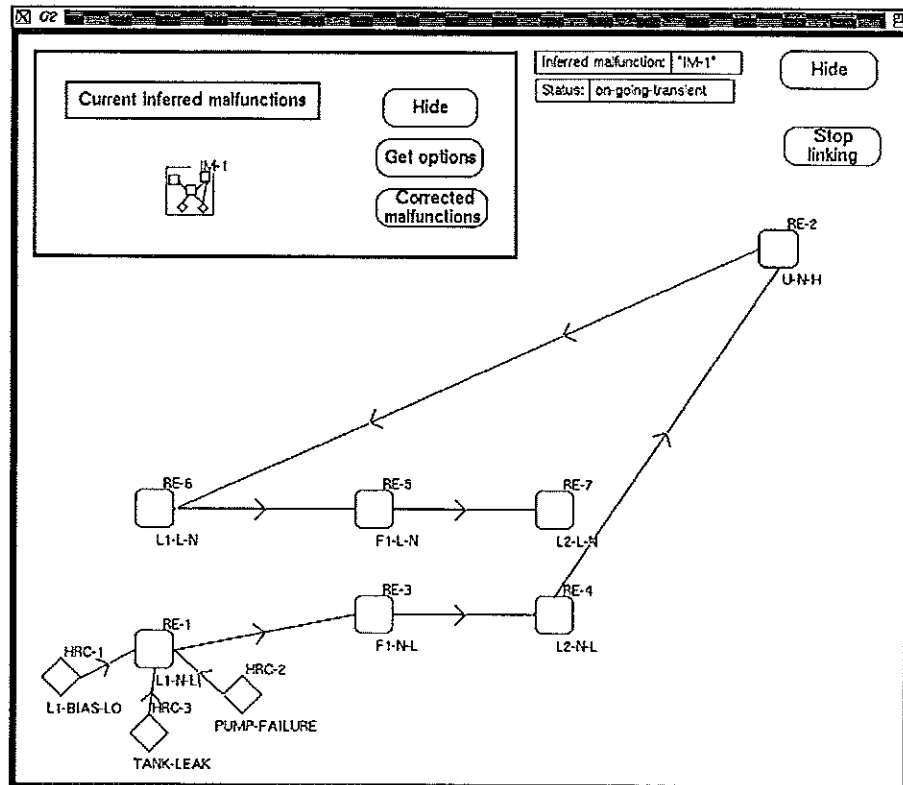 G2
Inferred malfunction: "IM-1"
Status: on-going-transient
Hide
Stop
linking
Current inferred malfunctions
Hide
Get options
Corrected
malfunctions
IM-1
RE-2
U-N-H
RE-6
L1-L-N
RE-5
F1-L-N
RE-7
L2-L-N
RE-1
L1-N-L
RE-3
F1-N-L
RE-4
L2-N-L
HRC-1
L1-BIAS-LO
HRC-3
TANK-LEAK
HRC-2
PUMP-FAILURE